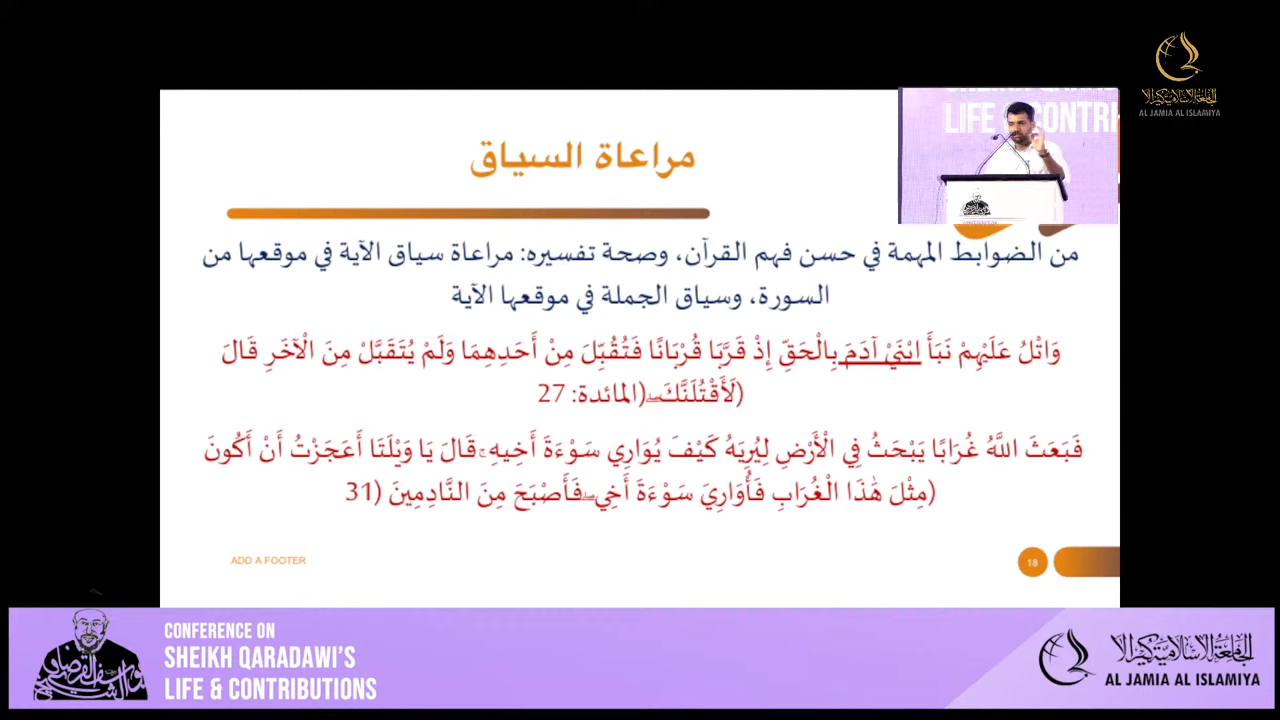 الجامعة الإسلامية كيرالا
AL JAMIA AL ISLAMIYA
LIFE & CONTRI
مراعاة السياق
من الضوابط المهمة في حسن فهم القرآن، وصحة تفسيره: مراعاة سياق الآية في موقعها من
السورة، وسياق الجملة في موقعها الآية
وَاتْلُ عَلَيْهِمْ نَبَأَ ابْنَيْ آدَمَ بِالْحَقِّ إِذْ قَرَّبَا قُرْبَانًا فَتُقُبِّلَ مِنْ أَحَدِهِمَا وَلَمْ يُتَقَبَّلْ مِنَ الْآخَرِ قَالَ
(لَأَقْتُلَنَّكَ ۖ(المائدة: 27
فَبَعَثَ اللَّهُ غُرَابًا يَبْحَثُ فِي الْأَرْضِ لِيُرِيَهُ كَيْفَ يُوَارِي سَوْءَةَ أَخِيهِ ۚ قَالَ يَا وَيْلَتَا أَعَجَزْتُ أَنْ أَكُونَ
(مِثْلَ هَٰذَا الْغُرَابِ فَأُوَارِيَ سَوْءَةَ أَخِي ۖ فَأَصْبَحَ مِنَ النَّادِمِينَ (31
ADD A FOOTER
18
CONFERENCE ON
SHEIKH QARADAWI'S
LIFE & CONTRIBUTIONS
الجامعة الإسلامية كيرالا
AL JAMIA AL ISLAMIYA